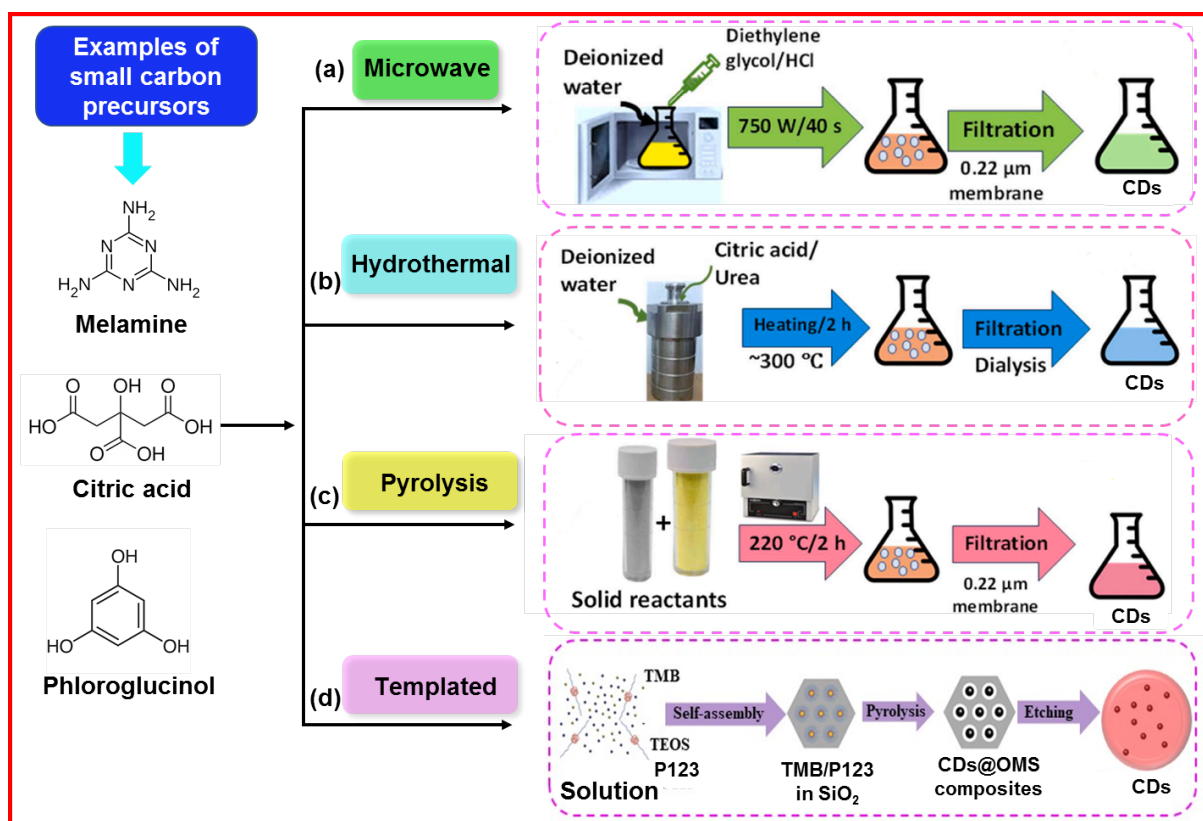 Examples of
small carbon
precursors
NH₂
N
N
N
H₂N
NH₂
Melamine
O
OH
O
HO
OH
O
OH
Citric acid
OH
HO
OH
Phloroglucinol
(a)
Microwave
Deionized
water
Diethylene
glycol/HCl
750 W/40 s
Filtration
0.22 µm
membrane
CDs
(b)
Hydrothermal
Deionized
water
Citric acid/
Urea
Heating/2 h
~300 °C
Filtration
Dialysis
CDs
(c)
Pyrolysis
+
Solid reactants
220 °C/2 h
Filtration
0.22 µm
membrane
CDs
(d)
Templated
TMB
TEOS
P123
Solution
Self-assembly
TMB/P123
in SiO₂
Pyrolysis
CDs@OMS
composites
Etching
CDs